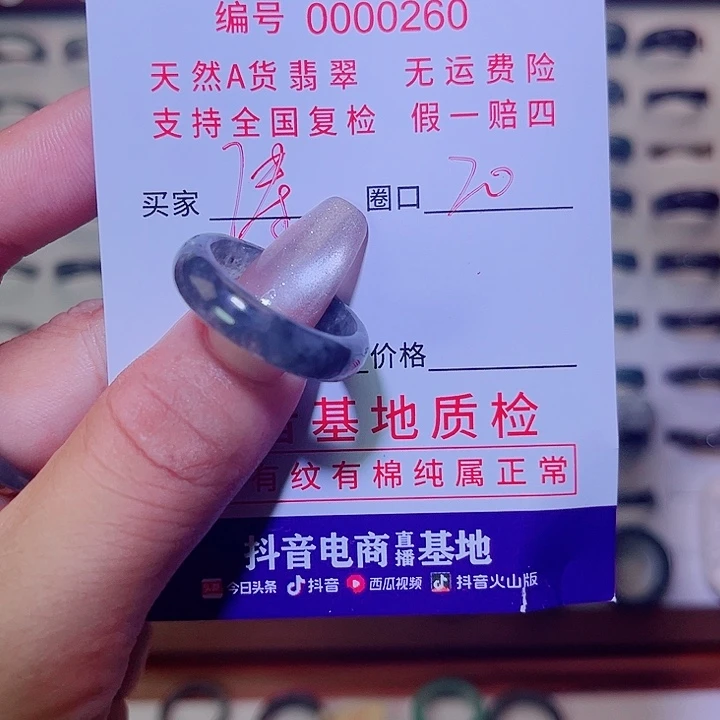 编号 0000260
天然A货翡翠 无运费险
支持全国复检 假一赔四
买家 圈口 20
价格
基地质检
有纹有棉纯属正常
抖音电商直播基地
今日头条 抖音 西瓜视频 抖音火山版